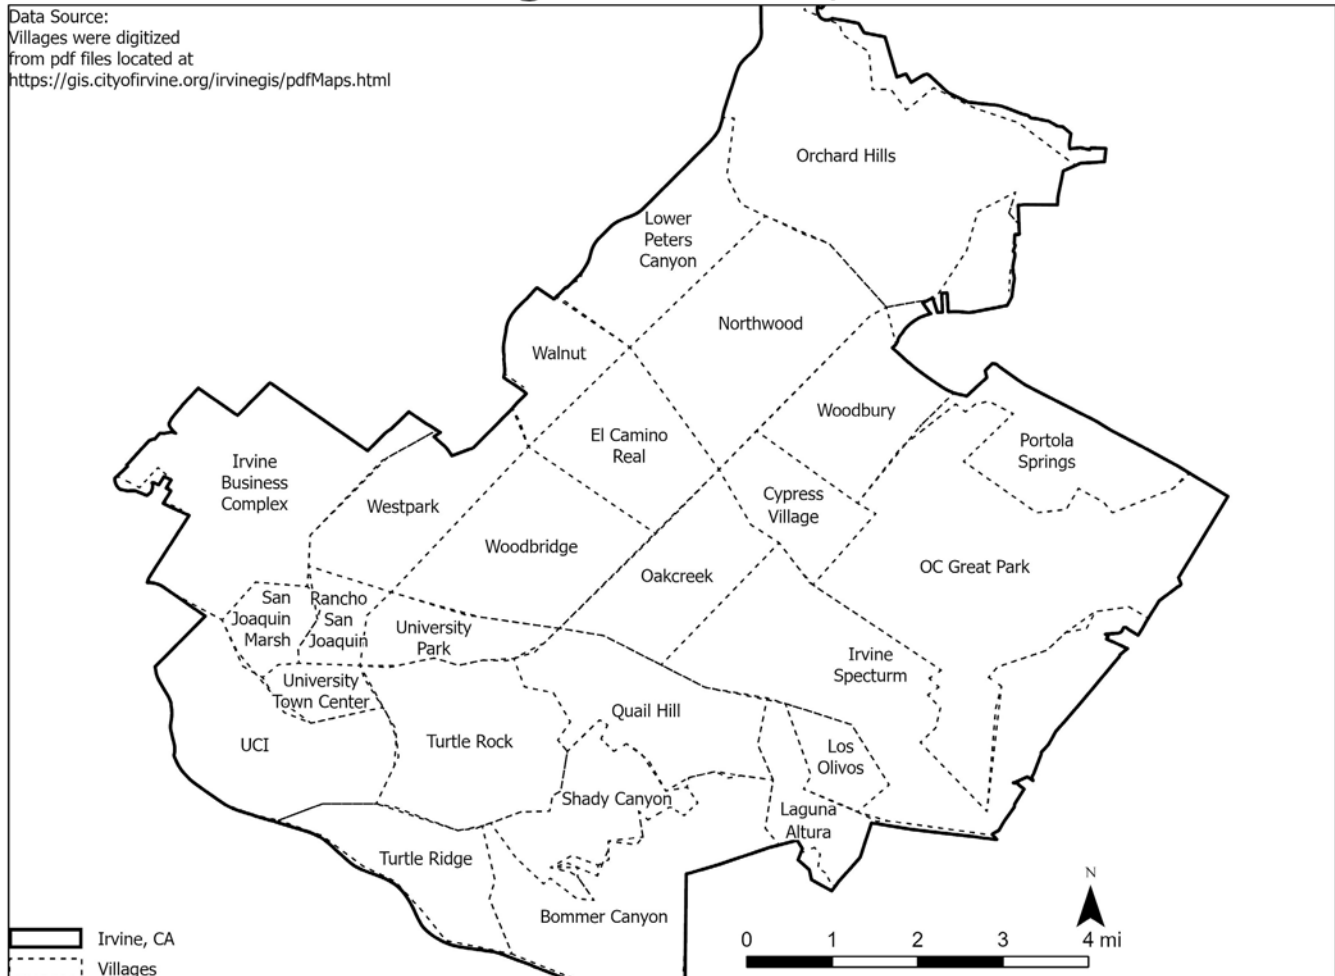 Data Source:
Villages were digitized
from pdf files located at
https://gis.cityofirvine.org/irvinegis/pdfMaps.html
Orchard Hills
Lower
Peters
Canyon
Northwood
Walnut
Woodbury
El Camino
Real
Portola
Springs
Irvine
Business
Complex
Westpark
Cypress
Village
Woodbridge
OC Great Park
Oakcreek
San
Joaquin
Marsh
Rancho
San
Joaquin
University
Park
Irvine
Specturm
University
Town Center
Quail Hill
UCI
Turtle Rock
Los
Olivos
Shady Canyon
Laguna
Altura
Turtle Ridge
Bommer Canyon
N
0 1 2 3 4 mi
Irvine, CA
Villages